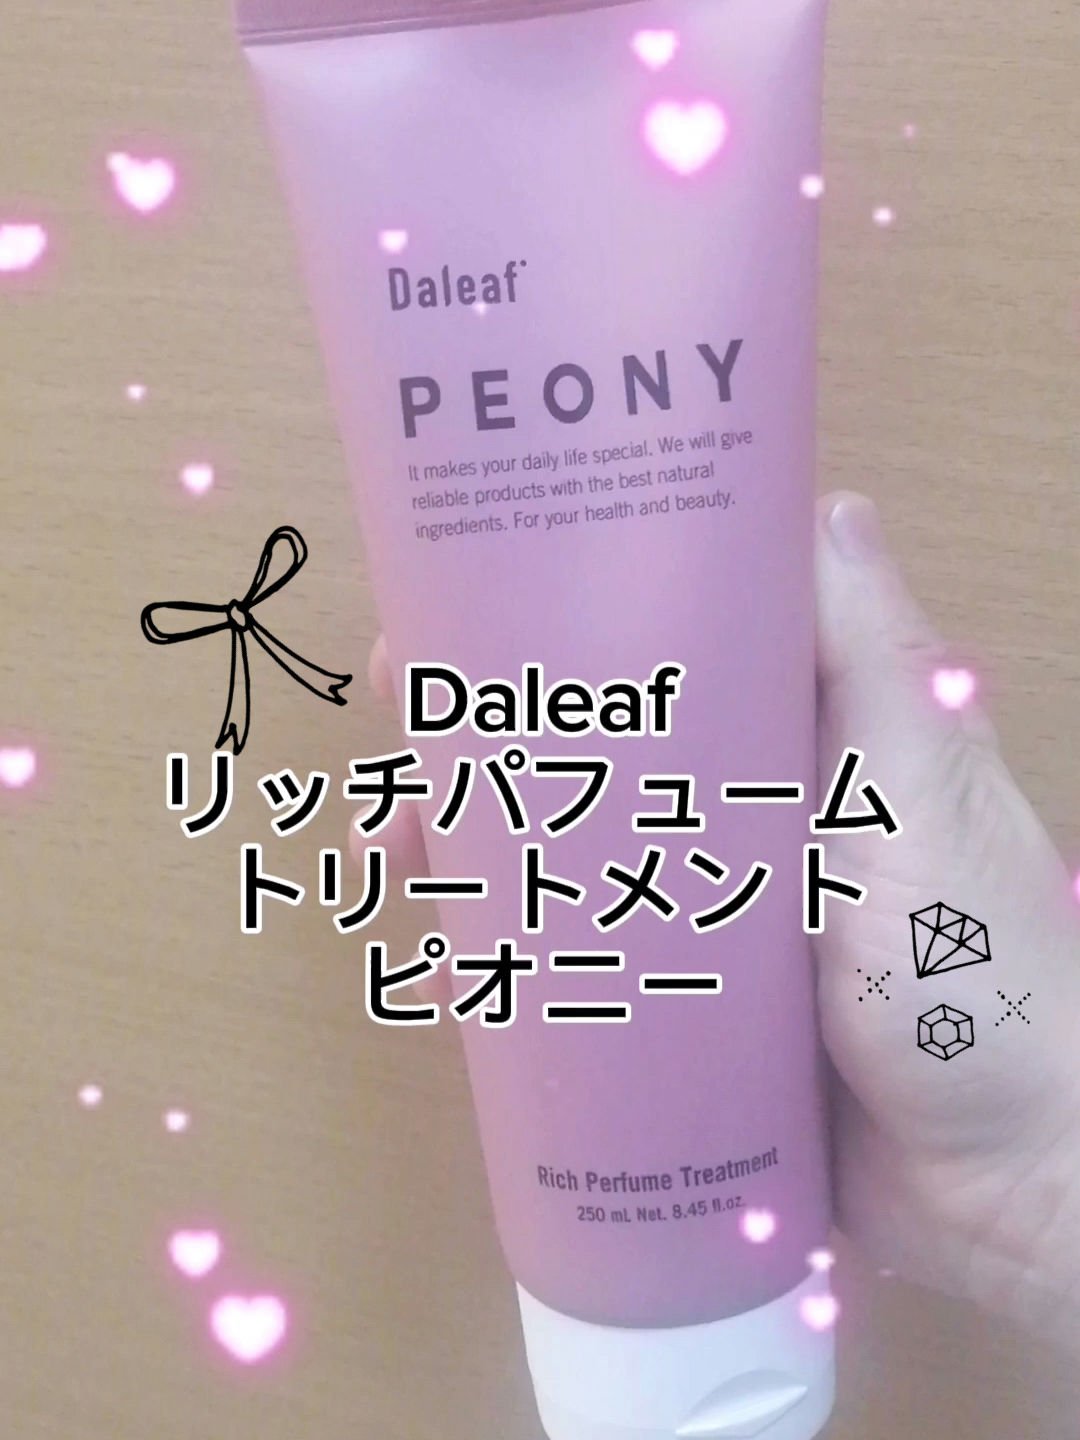 Daleaf
PEONY
It makes your daily life special. We will give
reliable products with the best natural
ingredients. For your health and beauty.
Daleaf
リッチパフューム
トリートメント
ピオニー
Rich Perfume Treatment
250 mL Net. 8.45 fl.oz.